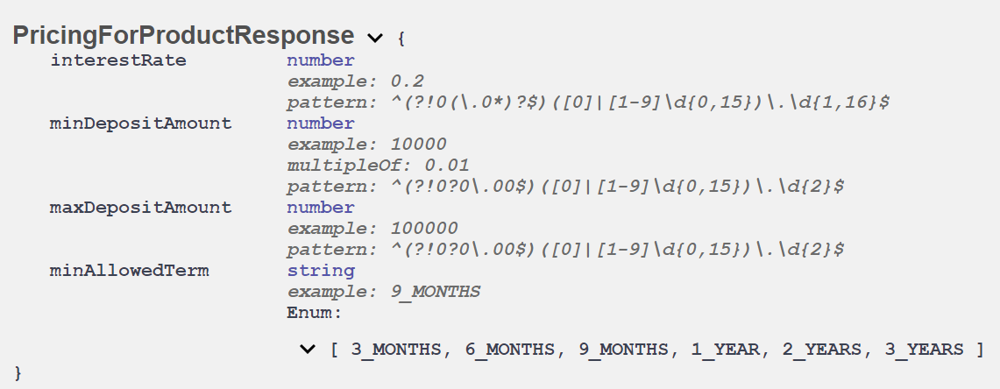 PricingForProductResponse {
interestRate number
example: 0.2
pattern: ^(?!0(\.0*)?$)([0]|[1-9]\d{0,15})\.\d{1,16}$
minDepositAmount number
example: 10000
multipleOf: 0.01
pattern: ^(?!0?0\.00$)([0]|[1-9]\d{0,15})\.\d{2}$
maxDepositAmount number
example: 100000
pattern: ^(?!0?0\.00$)([0]|[1-9]\d{0,15})\.\d{2}$
minAllowedTerm string
example: 9_MONTHS
Enum:
[ 3_MONTHS, 6_MONTHS, 9_MONTHS, 1_YEAR, 2_YEARS, 3_YEARS ]
}